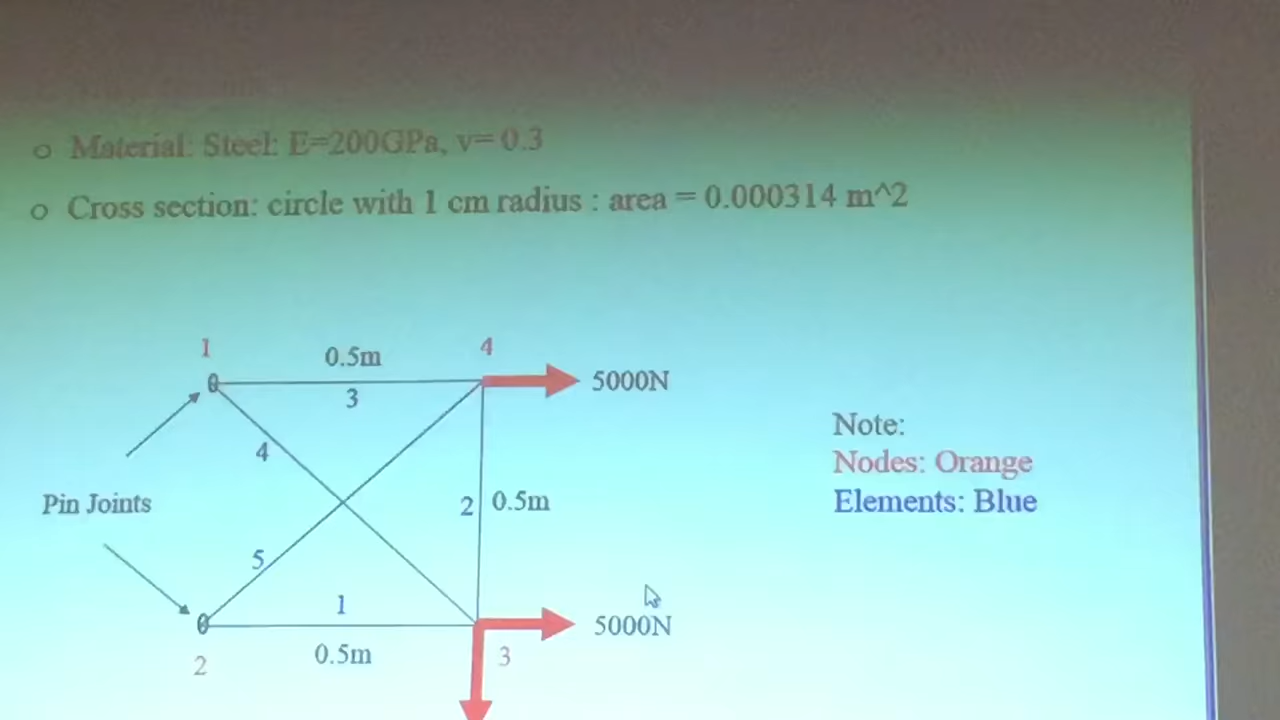 o Material: Steel: E=200GPa, v= 0.3
o Cross section: circle with 1 cm radius : area = 0.000314 m^2
1
0.5m
4
3
5000N
4
Note:
Nodes: Orange
Elements: Blue
Pin Joints
2
0.5m
5
1
5000N
2
0.5m
3